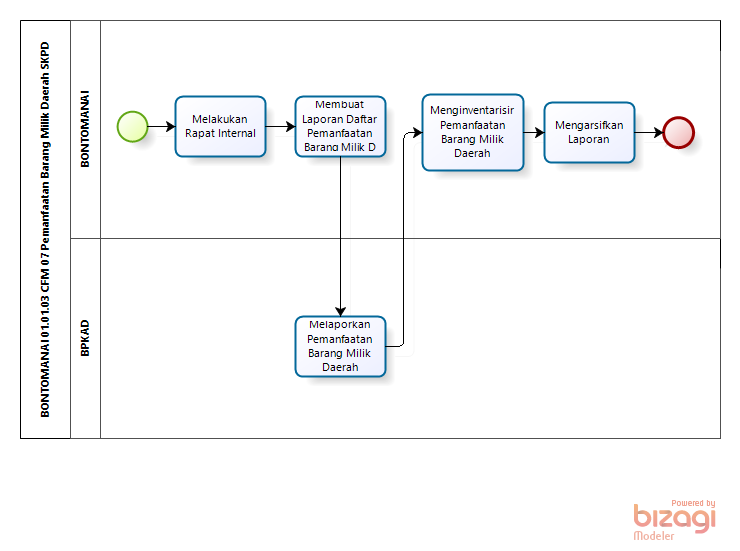 BONTOMANAI 01.01.03 CFM 07 Pemanfaatan Barang Milik Daerah SKPD
BONTOMANAI
Melakukan
Rapat Internal
Membuat
Laporan Daftar
Pemanfaatan
Barang Milik D
Menginventarisir
Pemanfaatan
Barang Milik
Daerah
Mengarsifkan
Laporan
BPKAD
Melaporkan
Pemanfaatan
Barang Milik
Daerah
Powered by
bizagi
Modeler